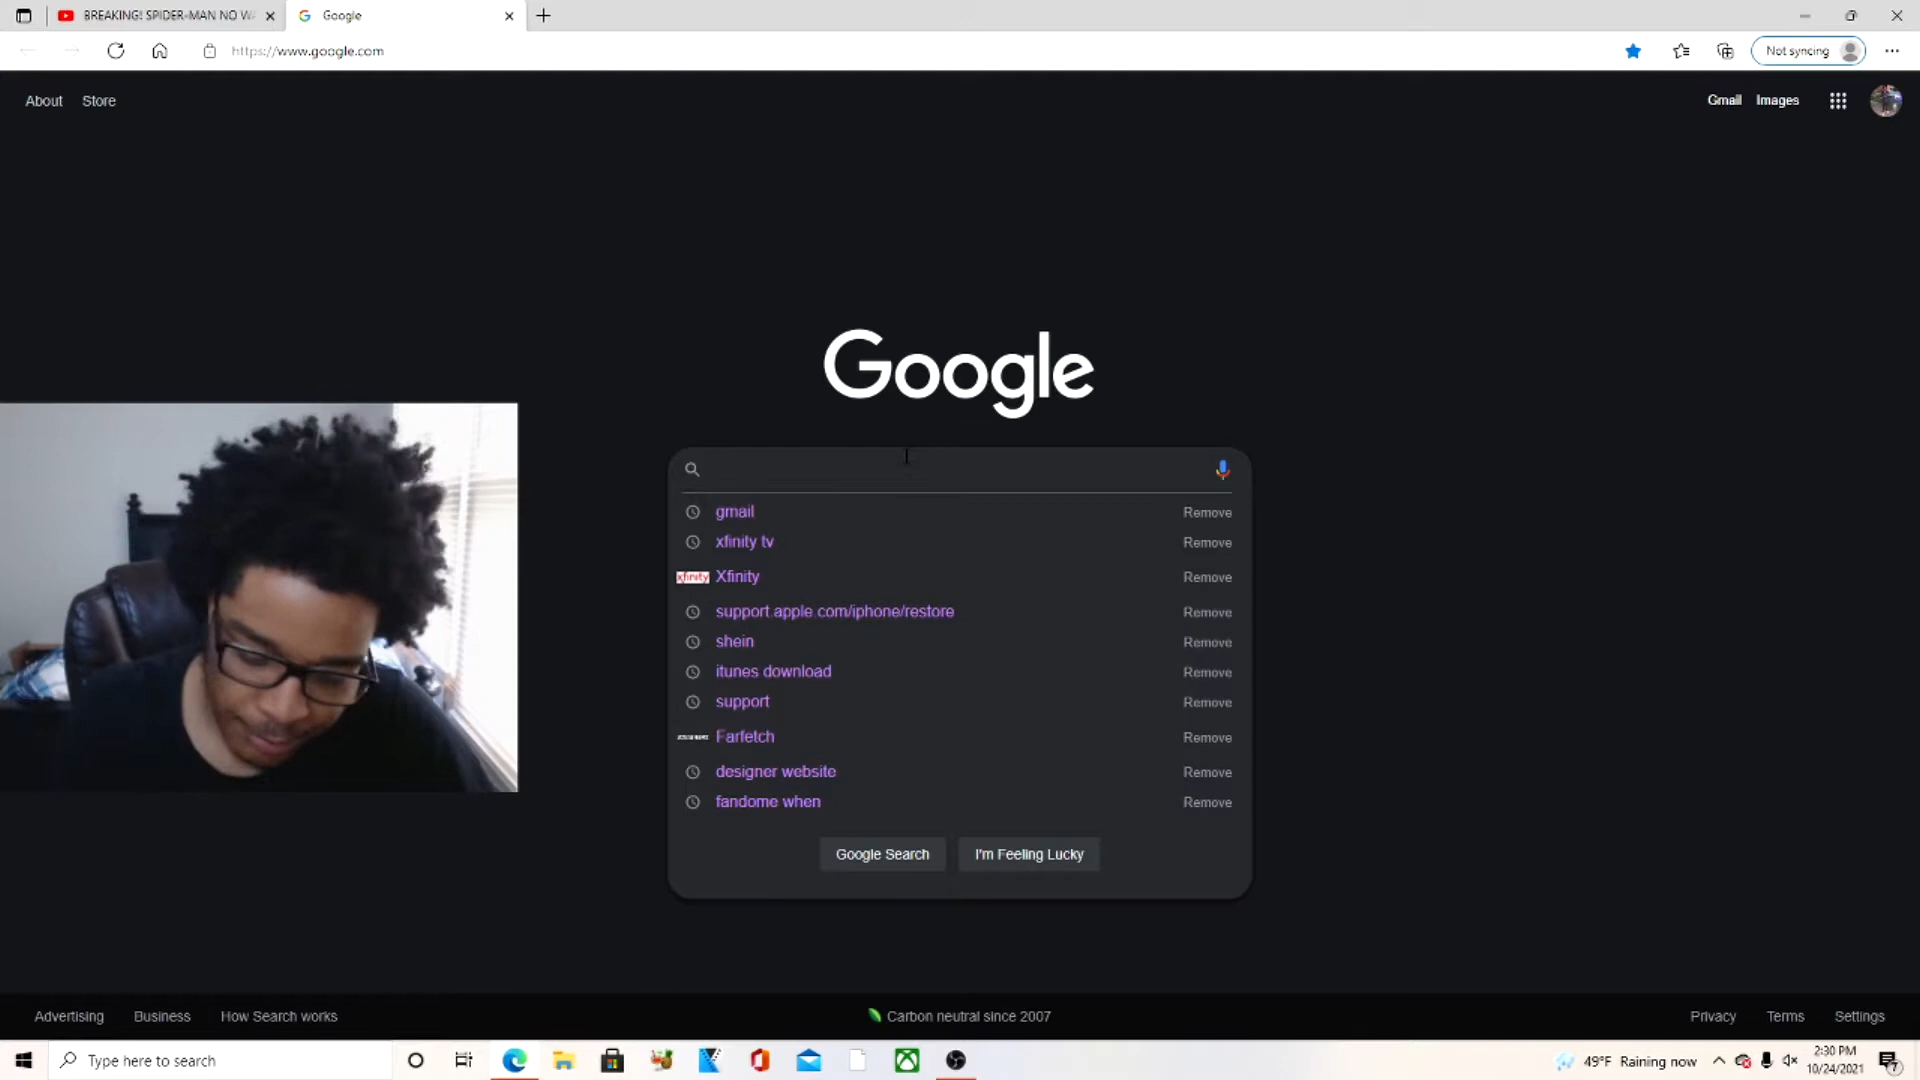 BREAKING! SPIDER-MAN NO WA
Google
https://www.google.com
Not syncing
About Store
Gmail Images
Google
gmail Remove
xfinity tv Remove
xfinity Xfinity Remove
support.apple.com/iphone/restore Remove
shein Remove
itunes download Remove
support Remove
Farfetch Remove
designer website Remove
fandome when Remove
Google Search I'm Feeling Lucky
Advertising Business How Search works Carbon neutral since 2007 Privacy Terms Settings
Type here to search
49°F Raining now
2:30 PM
10/24/2021
7